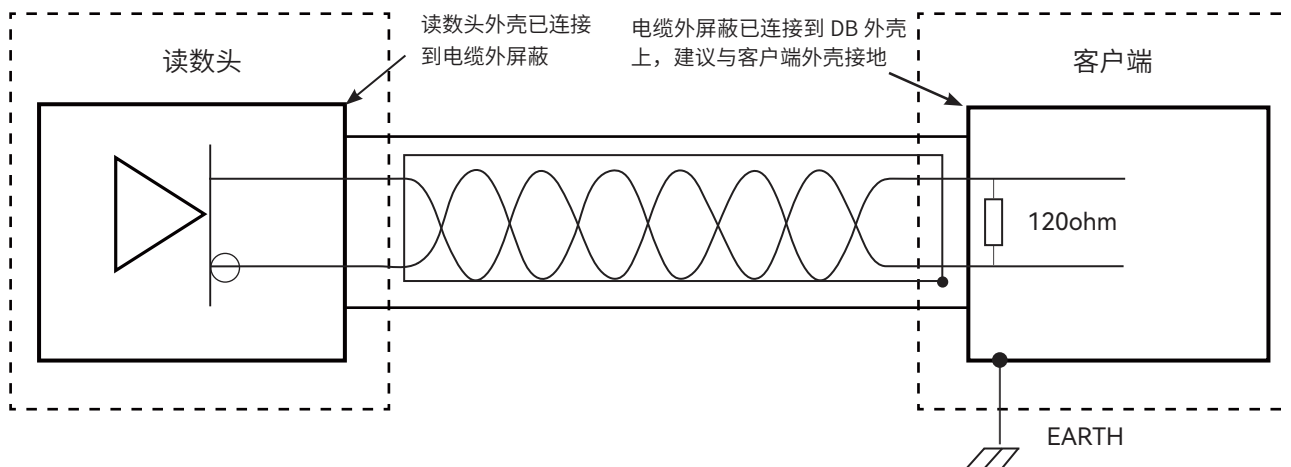 读数头
读数头外壳已连接
到电缆外屏蔽
电缆外屏蔽已连接到 DB 外壳
上，建议与客户端外壳接地
客户端
120ohm
EARTH